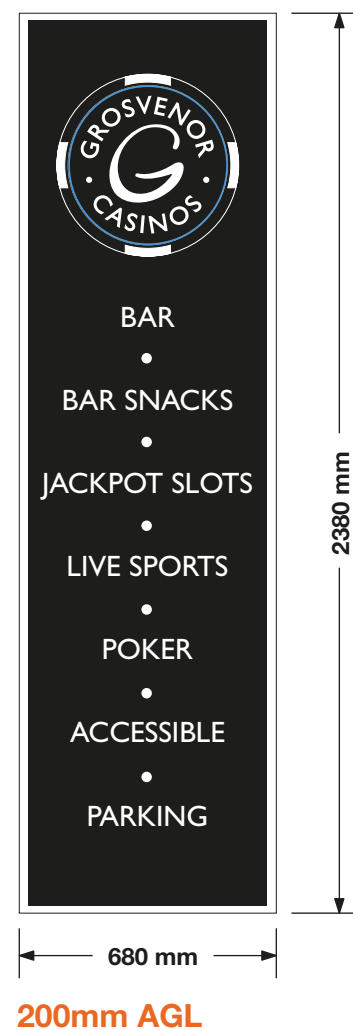 GROSVENOR
G
CASINOS
BAR
•
BAR SNACKS
•
JACKPOT SLOTS
•
LIVE SPORTS
•
POKER
•
ACCESSIBLE
•
PARKING
2380 mm
680 mm
200mm AGL